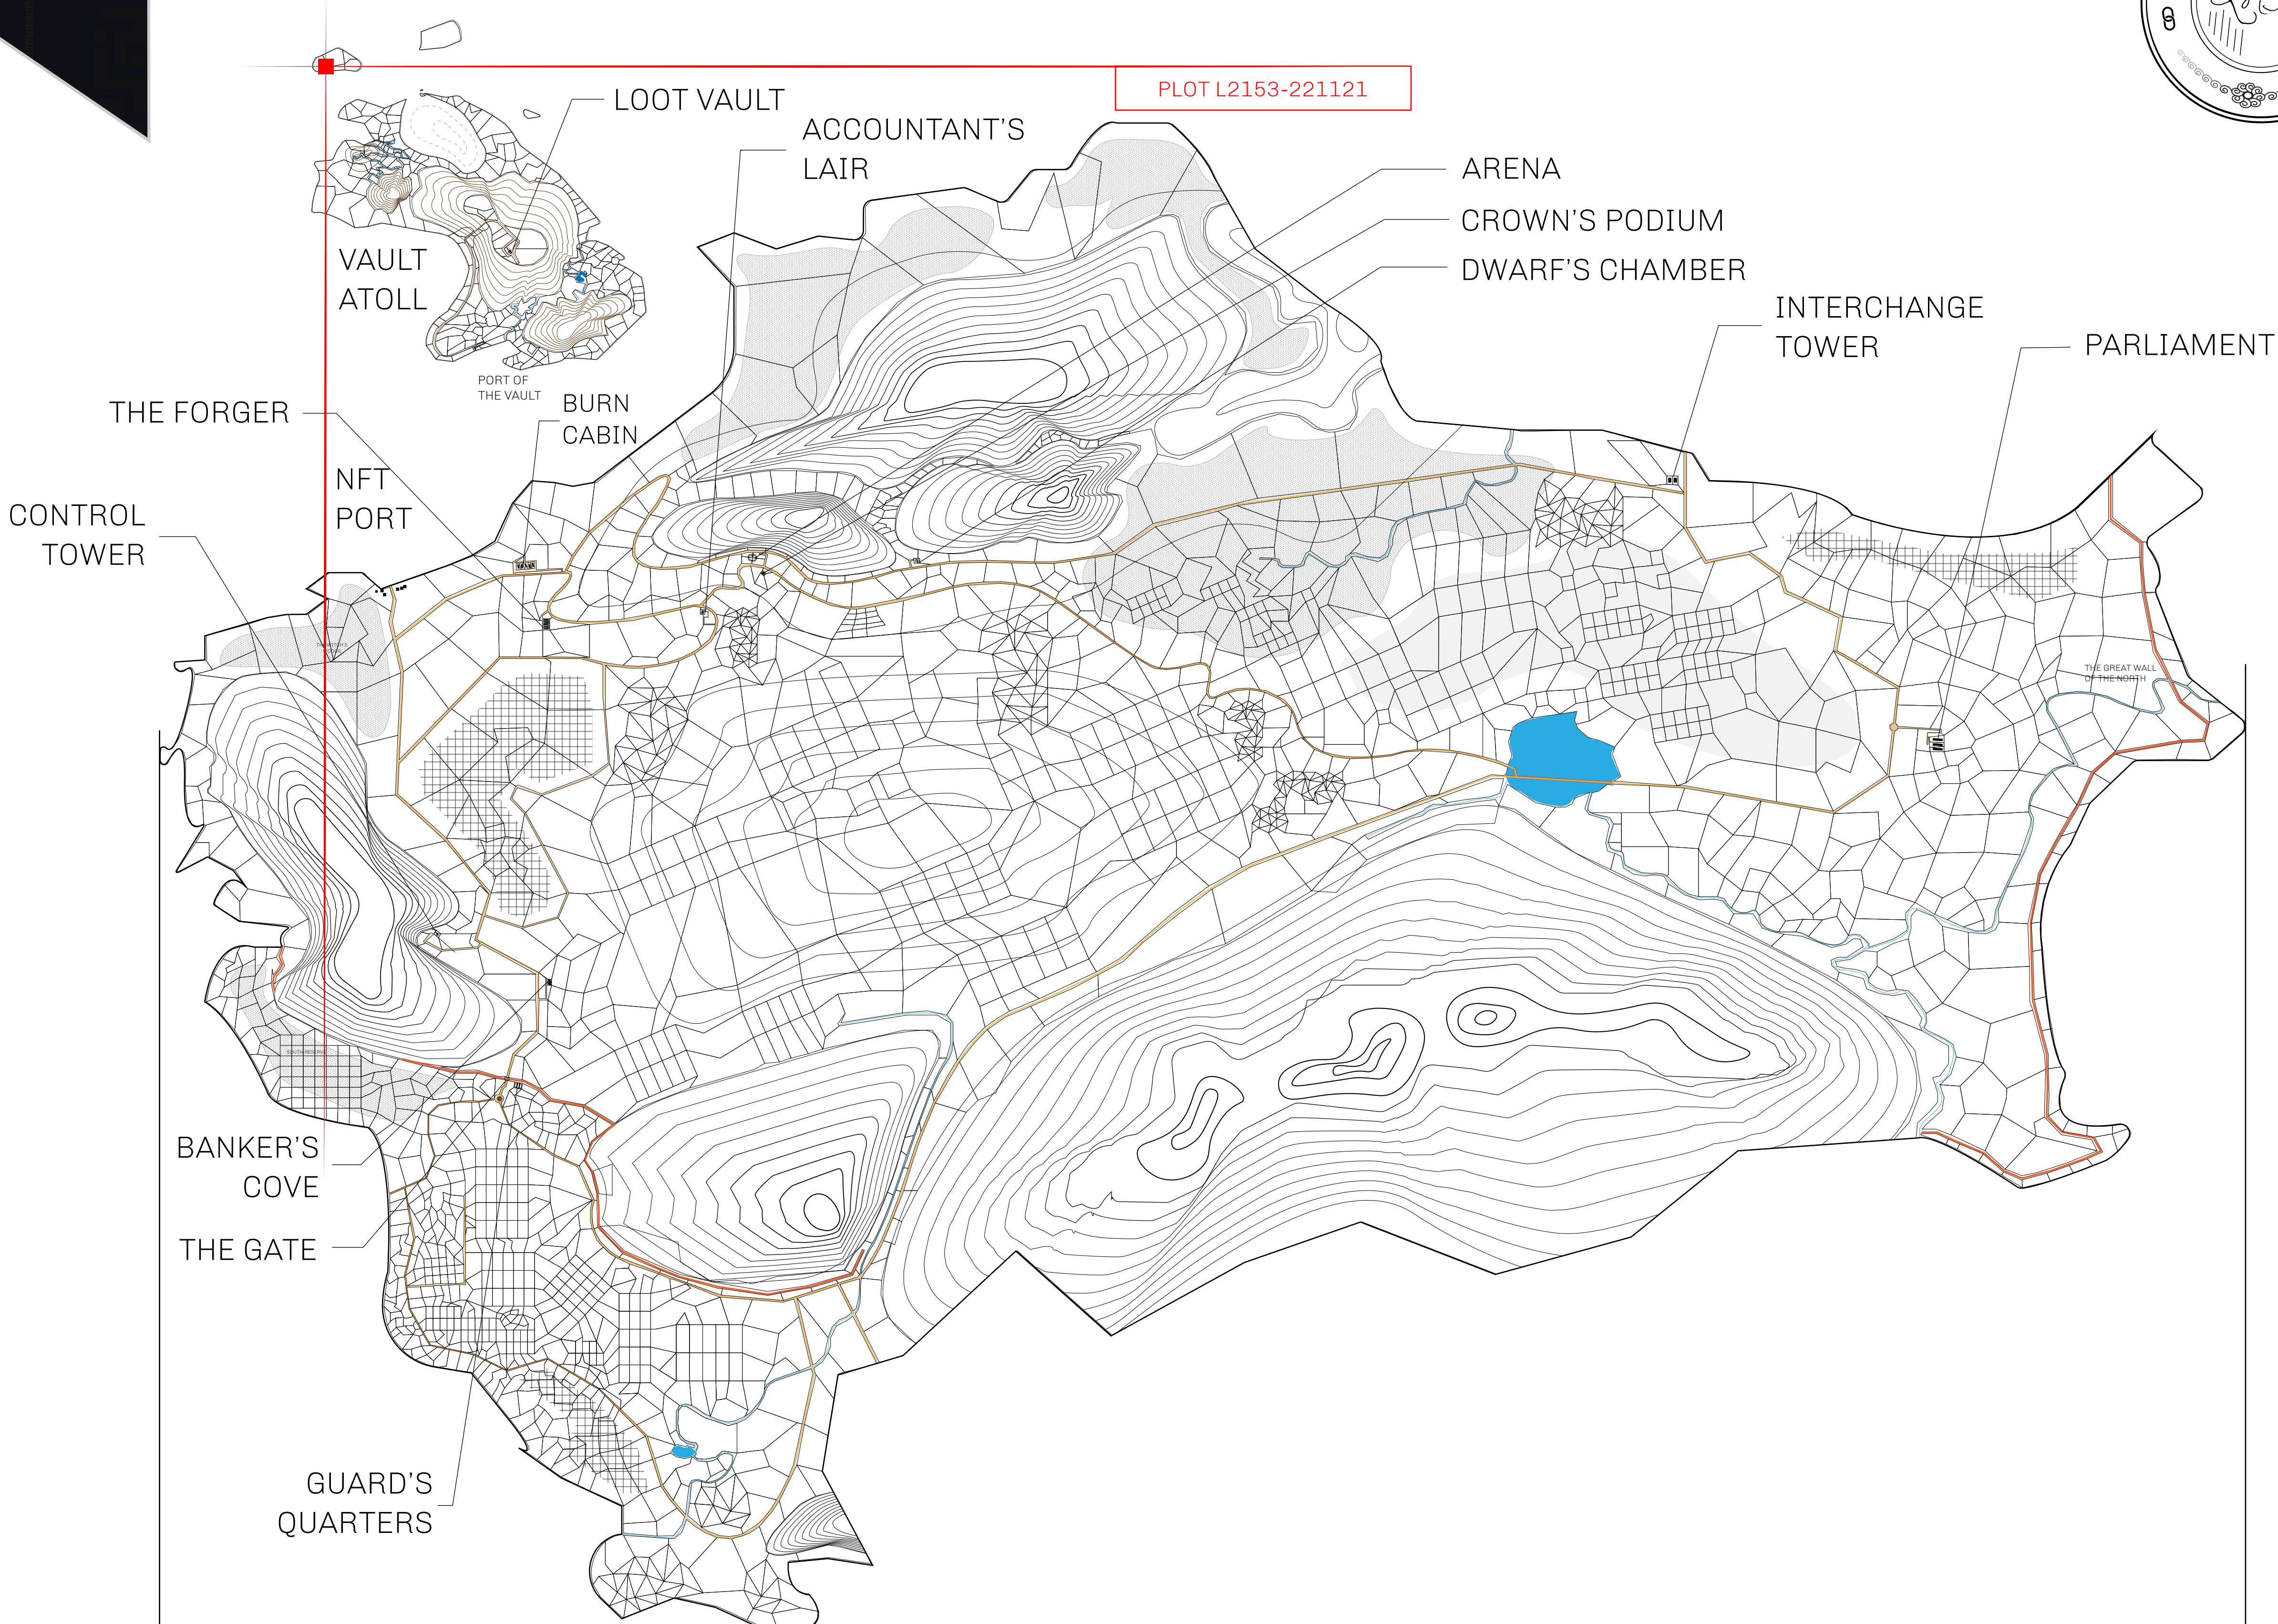 PLOT L2153-221121
LOOT VAULT
ACCOUNTANT'S
LAIR
ARENA
CROWN'S PODIUM
DWARF'S CHAMBER
VAULT
ATOLL
INTERCHANGE
TOWER
PARLIAMENT
PORT OF
THE VAULT
BURN
CABIN
THE FORGER
NFT
PORT
CONTROL
TOWER
THE GREAT WALL
OF THE NORTH
SOUTH RESERVE
BANKER'S
COVE
THE GATE
GUARD'S
QUARTERS